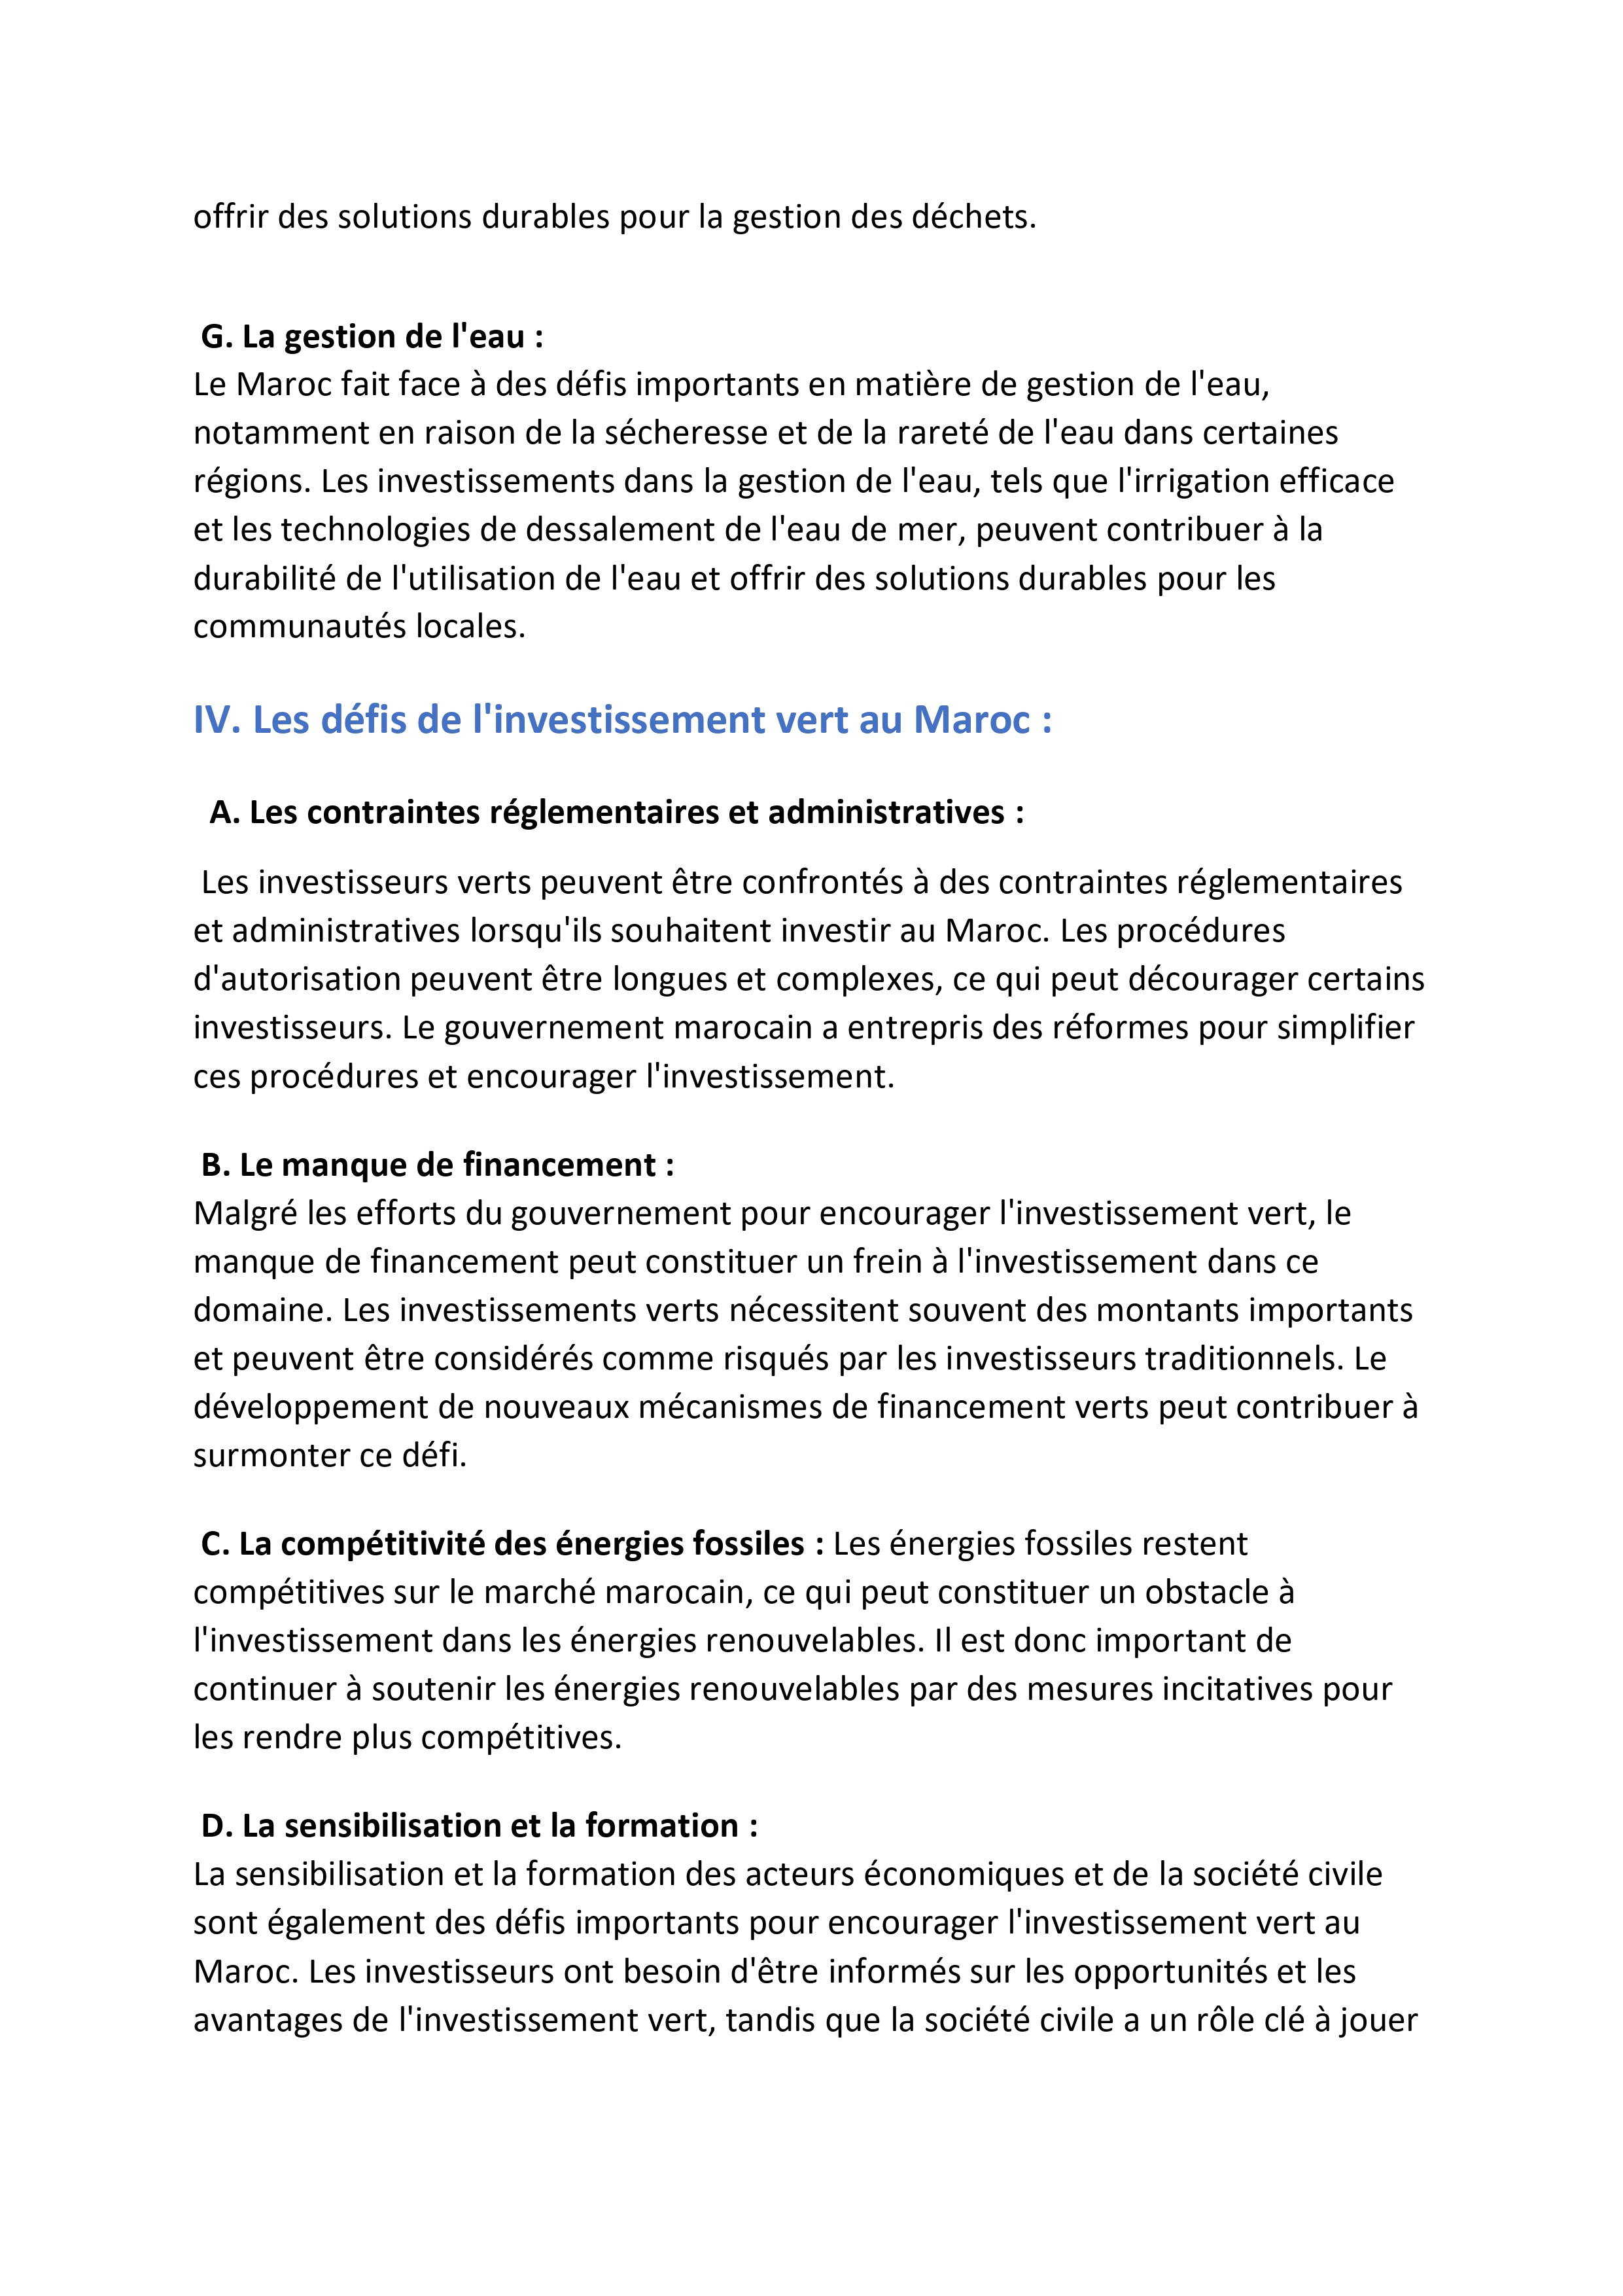 offrir des solutions durables pour la gestion des déchets.
G. La gestion de l'eau :
Le Maroc fait face à des défis importants en matière de gestion de l'eau,
notamment en raison de la sécheresse et de la rareté de l'eau dans certaines
régions. Les investissements dans la gestion de l'eau, tels que l'irrigation efficace
et les technologies de dessalement de l'eau de mer, peuvent contribuer à la
durabilité de l'utilisation de l'eau et offrir des solutions durables pour les
communautés locales.
IV. Les défis de l'investissement vert au Maroc :
A. Les contraintes réglementaires et administratives :
Les investisseurs verts peuvent être confrontés à des contraintes réglementaires
et administratives lorsqu'ils souhaitent investir au Maroc. Les procédures
d'autorisation peuvent être longues et complexes, ce qui peut décourager certains
investisseurs. Le gouvernement marocain a entrepris des réformes pour simplifier
ces procédures et encourager l'investissement.
B. Le manque de financement :
Malgré les efforts du gouvernement pour encourager l'investissement vert, le
manque de financement peut constituer un frein à l'investissement dans ce
domaine. Les investissements verts nécessitent souvent des montants importants
et peuvent être considérés comme risqués par les investisseurs traditionnels. Le
développement de nouveaux mécanismes de financement verts peut contribuer à
surmonter ce défi.
C. La compétitivité des énergies fossiles : Les énergies fossiles restent
compétitives sur le marché marocain, ce qui peut constituer un obstacle à
l'investissement dans les énergies renouvelables. Il est donc important de
continuer à soutenir les énergies renouvelables par des mesures incitatives pour
les rendre plus compétitives.
D. La sensibilisation et la formation :
La sensibilisation et la formation des acteurs économiques et de la société civile
sont également des défis importants pour encourager l'investissement vert au
Maroc. Les investisseurs ont besoin d'être informés sur les opportunités et les
avantages de l'investissement vert, tandis que la société civile a un rôle clé à jouer